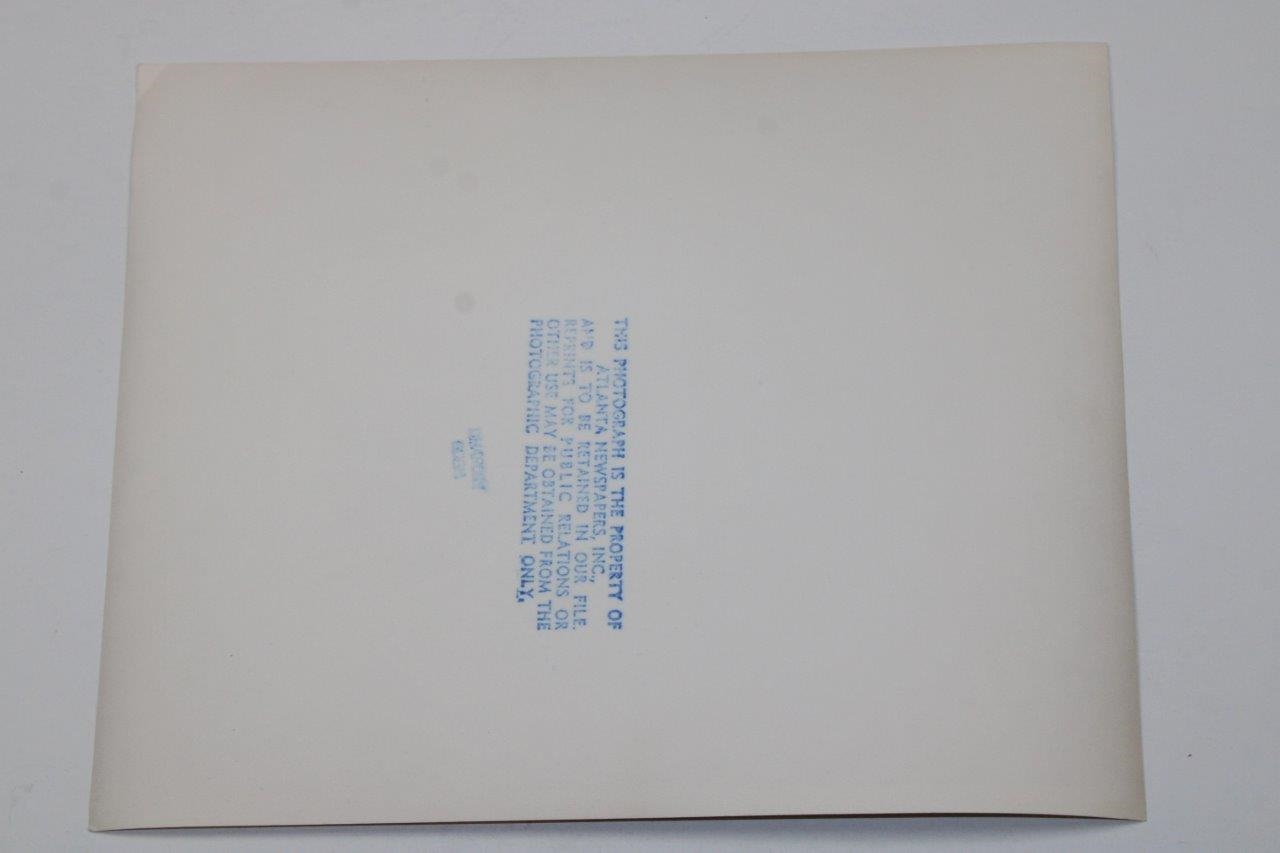 THIS PHOTOGRAPH IS THE PROPERTY OF
ATLANTA NEWSPAPERS, INC.,
AND IS TO BE RETAINED IN OUR FILE.
REPRINTS FOR PUBLIC RELATIONS OR
OTHER USE MAY BE OBTAINED FROM THE
PHOTOGRAPHIC DEPARTMENT ONLY.